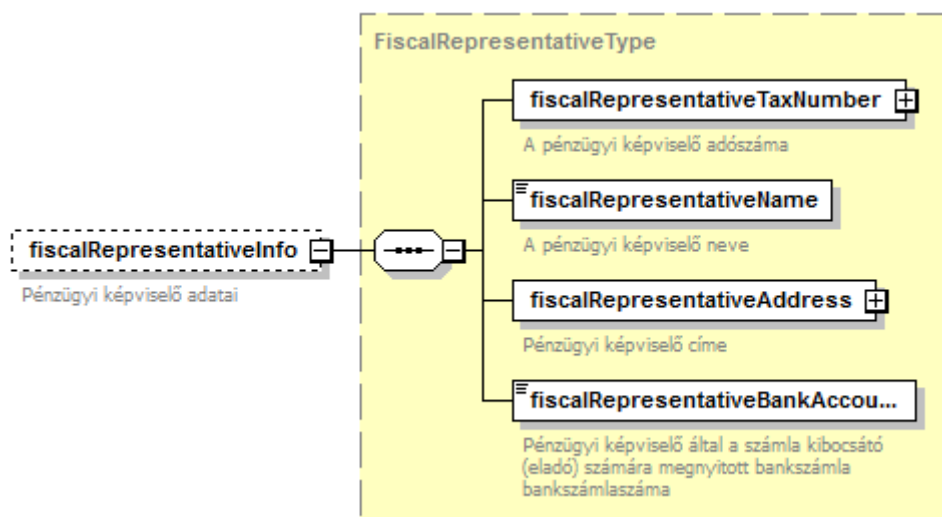 FiscalRepresentativeType
fiscalRepresentativeTaxNumber
A pénzügyi képviselő adószáma
fiscalRepresentativeName
A pénzügyi képviselő neve
fiscalRepresentativeInfo
Pénzügyi képviselő adatai
fiscalRepresentativeAddress
Pénzügyi képviselő címe
fiscalRepresentativeBankAccou...
Pénzügyi képviselő által a számla kibocsátó
(eladó) számára megnyitott bankszámla
bankszámlaszáma